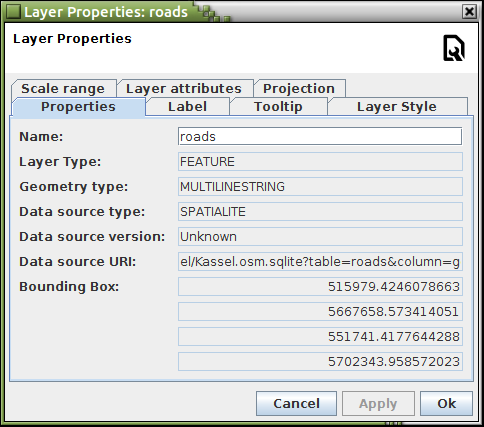 Layer Properties: roads
Layer Properties
Scale range Layer attributes Projection
Properties Label Tooltip Layer Style
Name: roads
Layer Type: FEATURE
Geometry type: MULTILINESTRING
Data source type: SPATIALITE
Data source version: Unknown
Data source URI: el/Kassel.osm.sqlite?table=roads&column=g
Bounding Box: 515979.4246078663
5667658.573414051
551741.4177644288
5702343.958572023
Cancel Apply Ok